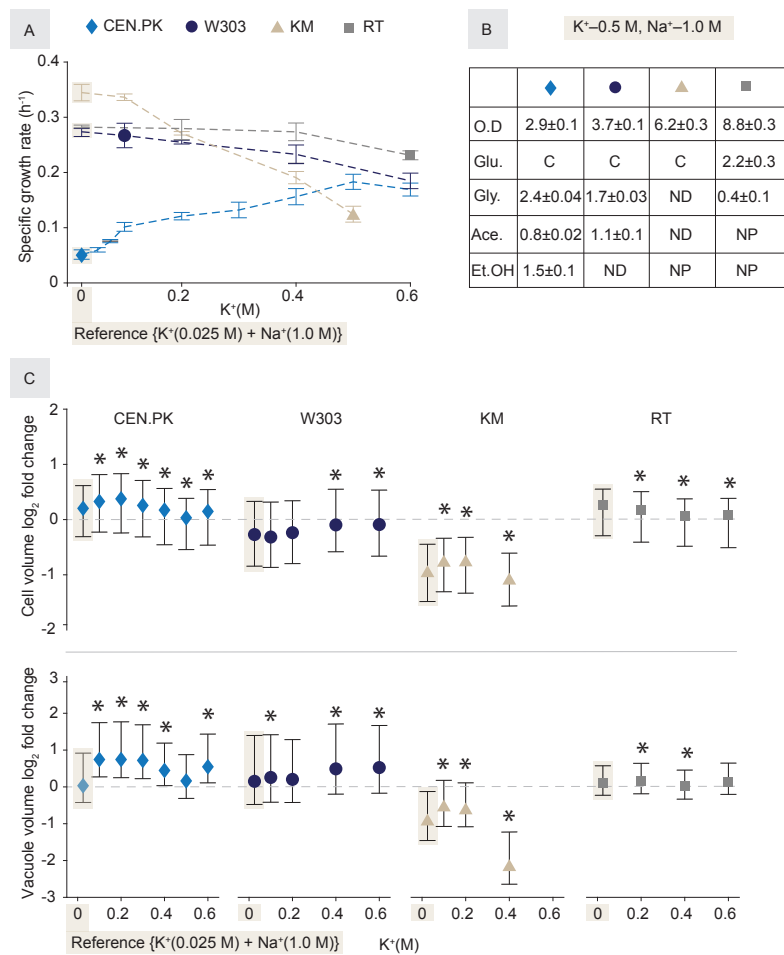 A
CEN.PK W303 KM RT
Specific growth rate (h⁻¹)
0.4
0.3
0.2
0.1
0
0 0.2 0.4 0.6
K⁺(M)
Reference {K⁺(0.025 M) + Na⁺(1.0 M)}
B
K⁺–0.5 M, Na⁺–1.0 M
O.D 2.9±0.1 3.7±0.1 6.2±0.3 8.8±0.3
Glu. C C C 2.2±0.3
Gly. 2.4±0.04 1.7±0.03 ND 0.4±0.1
Ace. 0.8±0.02 1.1±0.1 ND NP
Et.OH 1.5±0.1 ND NP NP
C
CEN.PK W303 KM RT
Cell volume log₂ fold change
2
1
0
-1
-2
* * * * * *
* *
* * *
* * *
Vacuole volume log₂ fold change
3
2
1
0
-1
-2
-3
* * * * *
* * *
* * *
* *
0 0.2 0.4 0.6 0 0.2 0.4 0.6 0 0.2 0.4 0.6 0 0.2 0.4 0.6
Reference {K⁺(0.025 M) + Na⁺(1.0 M)} K⁺(M)